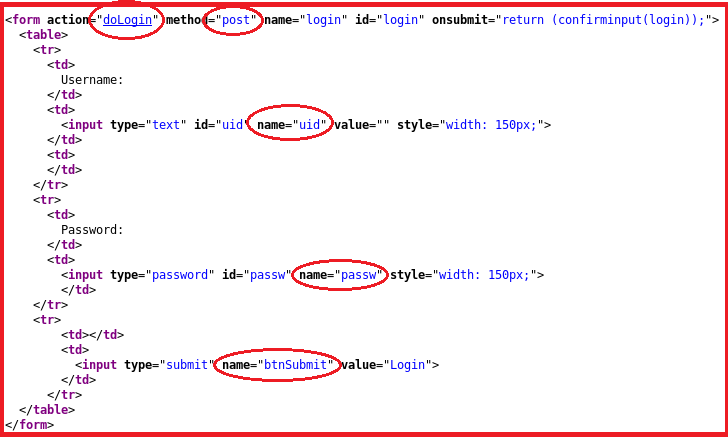 <form action="doLogin" method="post" name="login" id="login" onsubmit="return (confirminput(login));">
<table>
<tr>
<td>
Username:
</td>
<td>
<input type="text" id="uid" name="uid" value="" style="width: 150px;">
</td>
<td>
</td>
</tr>
<tr>
<td>
Password:
</td>
<td>
<input type="password" id="passw" name="passw" style="width: 150px;">
</td>
</tr>
<tr>
<td></td>
<td>
<input type="submit" name="btnSubmit" value="Login">
</td>
</tr>
</table>
</form>